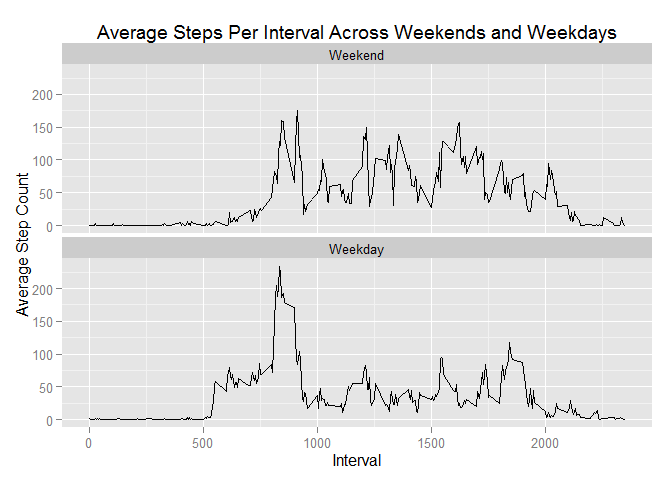 Average Steps Per Interval Across Weekends and Weekdays
Weekend
200
150
100
50
0
Weekday
200
150
100
50
0
Average Step Count
0 500 1000 1500 2000
Interval